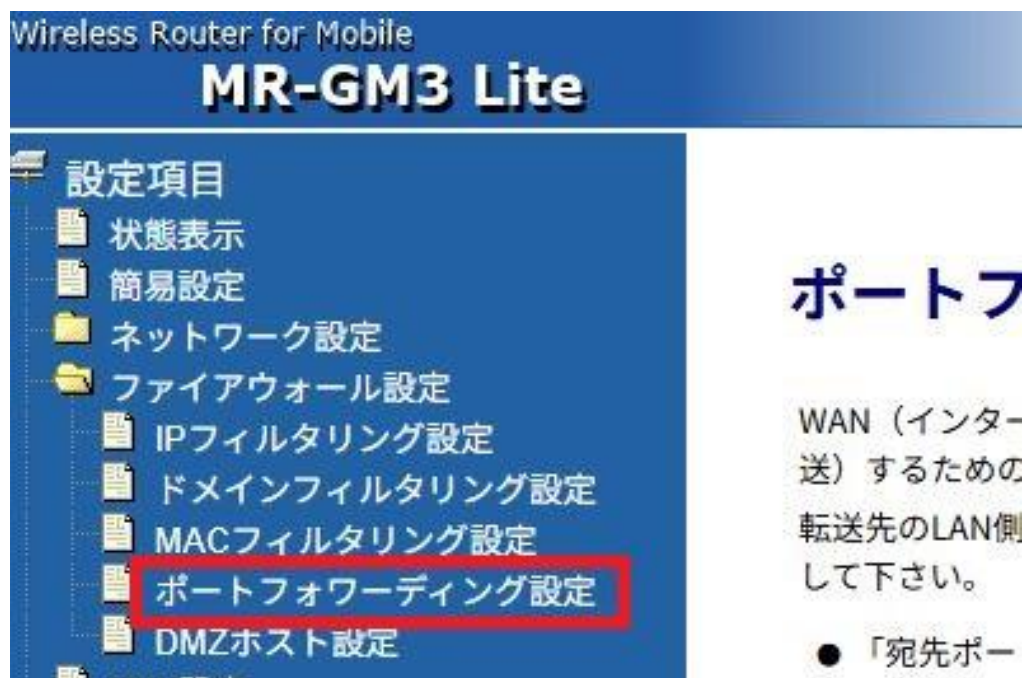 Wireless Router for Mobile
MR-GM3 Lite
設定項目
状態表示
簡易設定
ネットワーク設定
ファイアウォール設定
IPフィルタリング設定
ドメインフィルタリング設定
MACフィルタリング設定
ポートフォワーディング設定
DMZホスト設定
ポートフ
WAN（インター
送）するための
転送先のLAN側
して下さい。
● 「宛先ポー